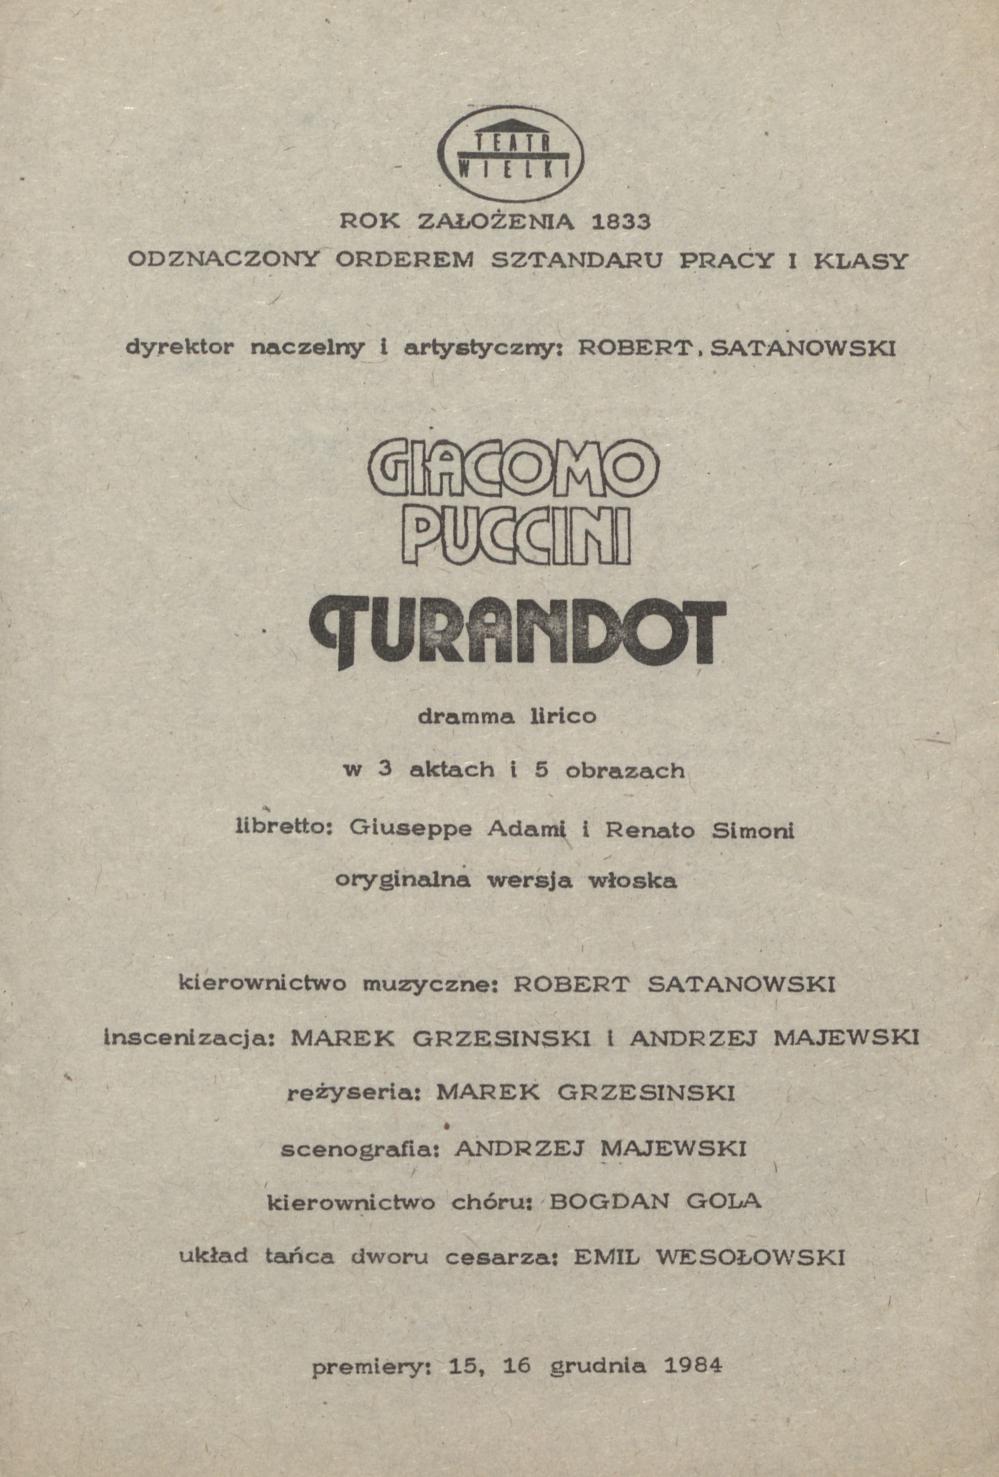 TEATR
WIELKI
ROK ZAŁOŻENIA 1833
ODZNACZONY ORDEREM SZTANDARU PRACY I KLASY
dyrektor naczelny i artystyczny: ROBERT SATANOWSKI
GIACOMO
PUCCINI
TURANDOT
dramma lirico
w 3 aktach i 5 obrazach
libretto: Giuseppe Adami i Renato Simoni
oryginalna wersja włoska
kierownictwo muzyczne: ROBERT SATANOWSKI
inscenizacja: MAREK GRZESINSKI i ANDRZEJ MAJEWSKI
reżyseria: MAREK GRZESINSKI
scenografia: ANDRZEJ MAJEWSKI
kierownictwo chóru: BOGDAN GOLA
układ tańca dworu cesarza: EMIL WESOŁOWSKI
premiery: 15, 16 grudnia 1984